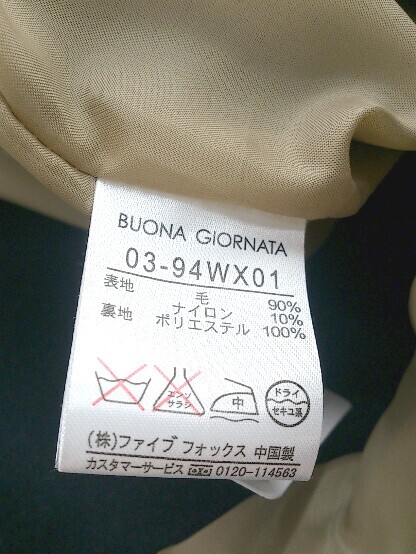 BUONA GIORNATA
03-94WX01
表地 毛 90%
ナイロン 10%
裏地 ポリエステル 100%
エンソ サラシ 中 ドライ セキユ系
(株)ファイブ フォックス 中国製
カスタマーサービス 0120-114563